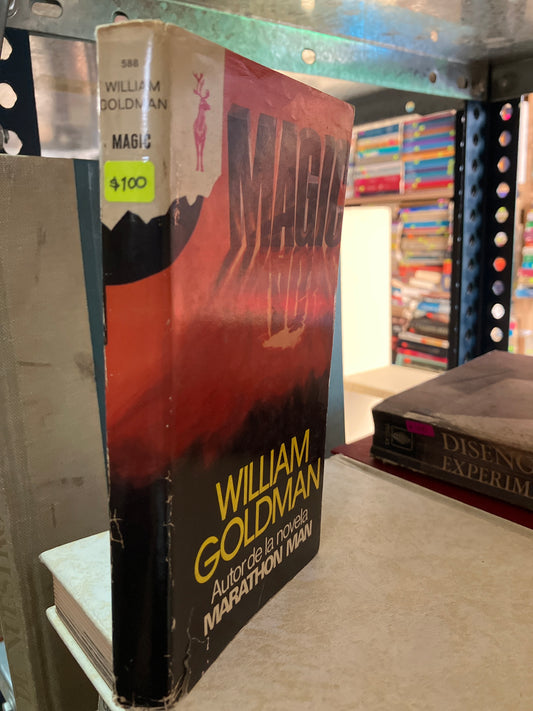 588
WILLIAM
GOLDMAN
MAGIC
$100
MAGIC
WILLIAM
GOLDMAN
Autor de la novela
MARATHON MAN
DISEÑO
EXPERIM